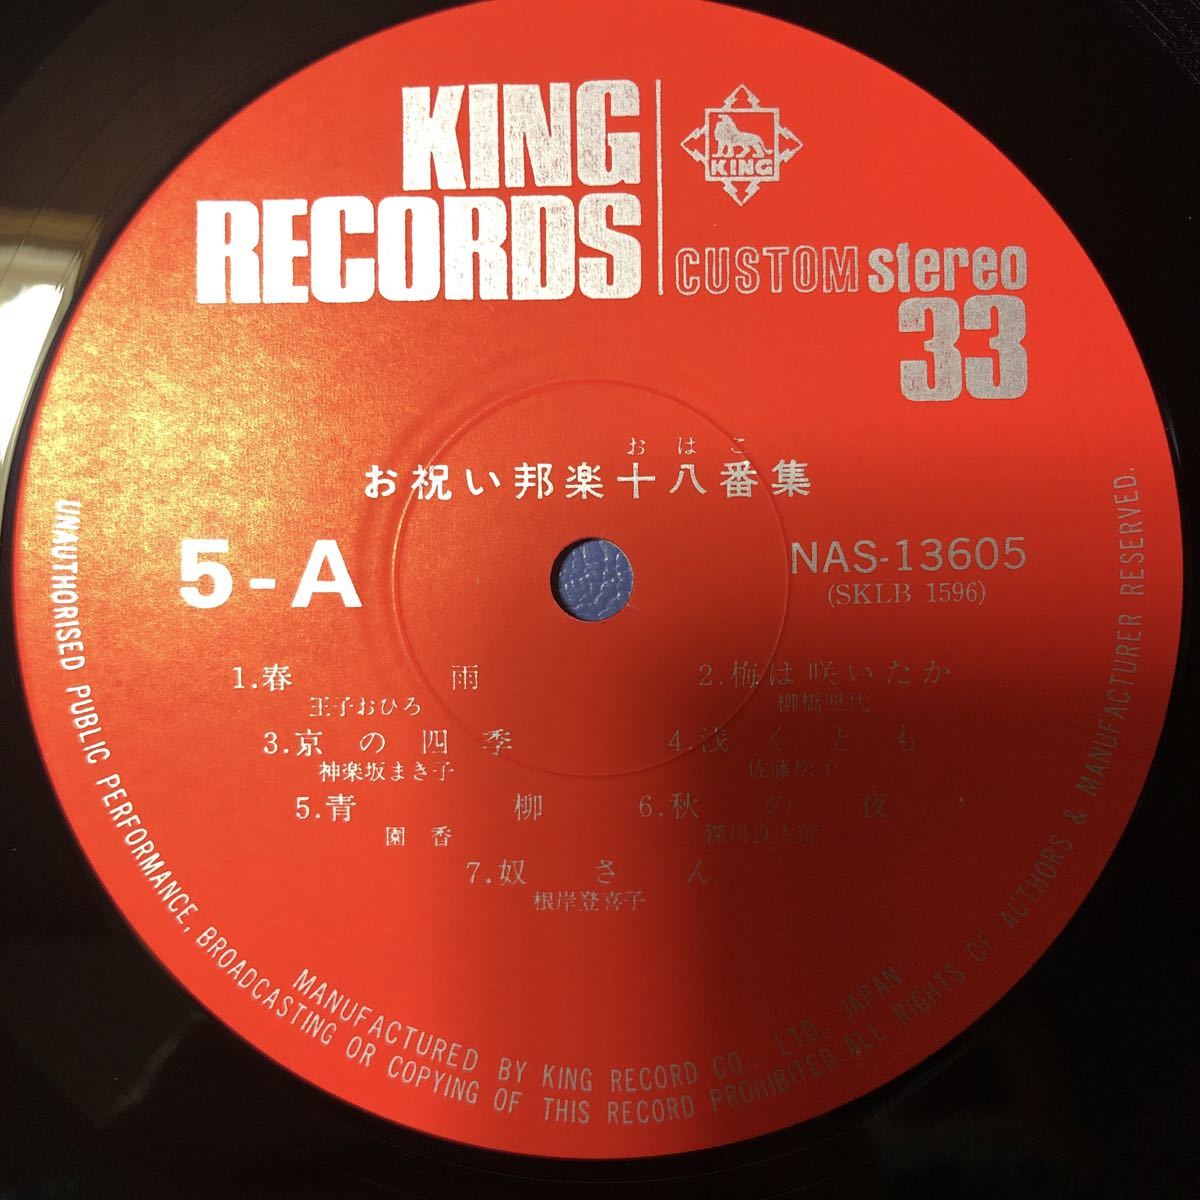 KING
RECORDS
KING
CUSTOM stereo
33
おはこ
お祝い邦楽十八番集
5-A
NAS-13605
(SKLB 1596)
1.春雨
王子おひろ
2.梅は咲いたか
柳橋照代
3.京の四季
神楽坂まき子
4.浅くとも
佐藤松子
5.青柳
園香
6.秋の夜
深川良太郎
7.奴さん
根岸登喜子
MANUFACTURED BY KING RECORD CO., LTD. JAPAN
UNAUTHORISED PUBLIC PERFORMANCE, BROADCASTING OR COPYING OF THIS RECORD PROHIBITED. ALL RIGHTS OF AUTHORS & MANUFACTURER RESERVED.